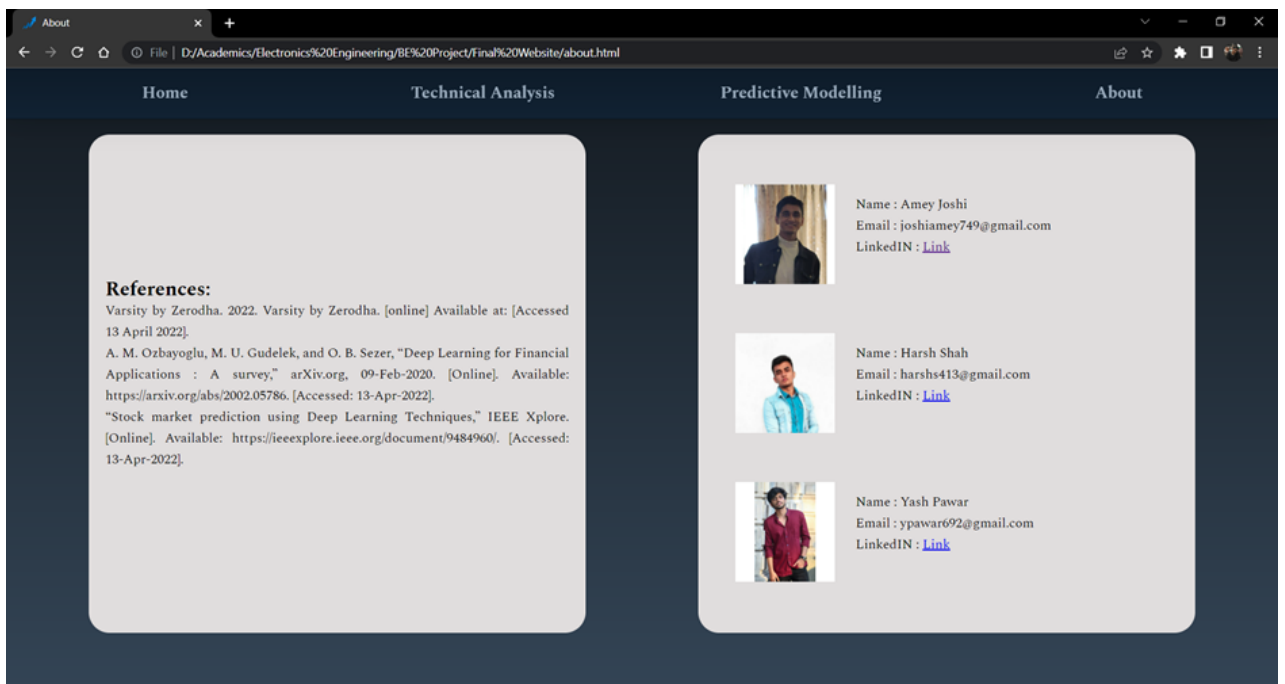 About
File | D:/Academics/Electronics%20Engineering/BE%20Project/Final%20Website/about.html
Home Technical Analysis Predictive Modelling About
References:
Varsity by Zerodha. 2022. Varsity by Zerodha. [online] Available at: [Accessed
13 April 2022].
A. M. Ozbayoglu, M. U. Gudelek, and O. B. Sezer, “Deep Learning for Financial
Applications : A survey,” arXiv.org, 09-Feb-2020. [Online]. Available:
https://arxiv.org/abs/2002.05786. [Accessed: 13-Apr-2022].
“Stock market prediction using Deep Learning Techniques,” IEEE Xplore.
[Online]. Available: https://ieeexplore.ieee.org/document/9484960/. [Accessed:
13-Apr-2022].
Name : Amey Joshi
Email : joshiamey749@gmail.com
LinkedIN : Link
Name : Harsh Shah
Email : harshs413@gmail.com
LinkedIN : Link
Name : Yash Pawar
Email : ypawar692@gmail.com
LinkedIN : Link